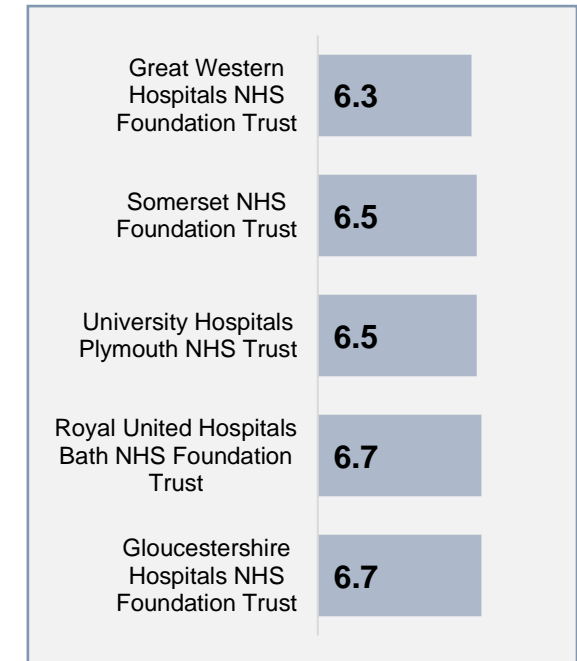 Great Western
Hospitals NHS
Foundation Trust
6.3
Somerset NHS
Foundation Trust
6.5
University Hospitals
Plymouth NHS Trust
6.5
Royal United Hospitals
Bath NHS Foundation
Trust
6.7
Gloucestershire
Hospitals NHS
Foundation Trust
6.7